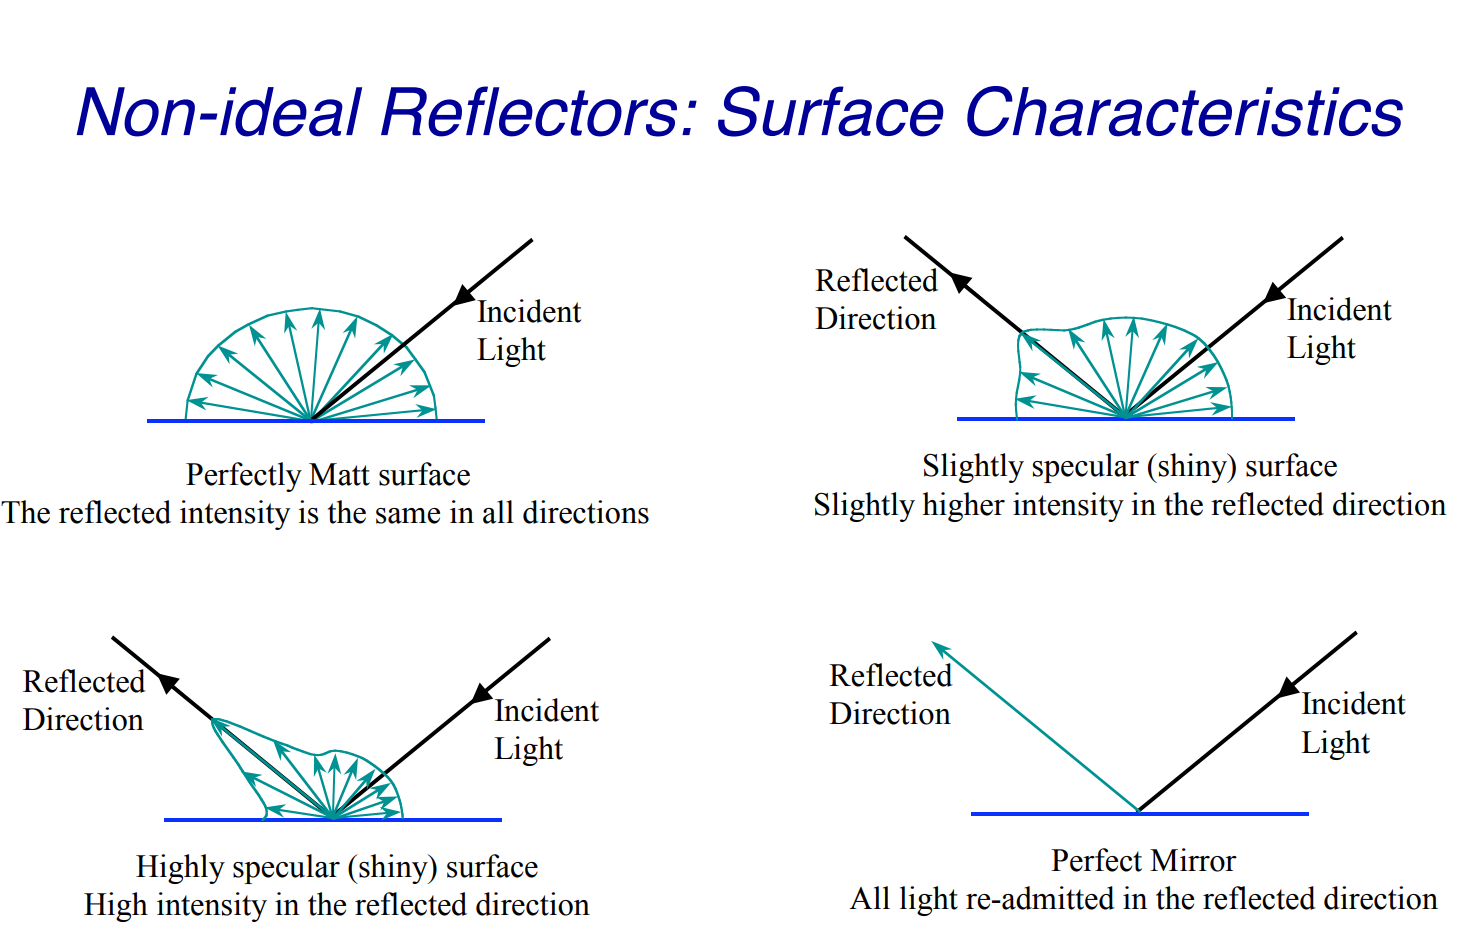 Non-ideal Reflectors: Surface Characteristics
Incident
Light
Perfectly Matt surface
The reflected intensity is the same in all directions
Reflected
Direction
Incident
Light
Slightly specular (shiny) surface
Slightly higher intensity in the reflected direction
Reflected
Direction
Incident
Light
Highly specular (shiny) surface
High intensity in the reflected direction
Reflected
Direction
Incident
Light
Perfect Mirror
All light re-admitted in the reflected direction